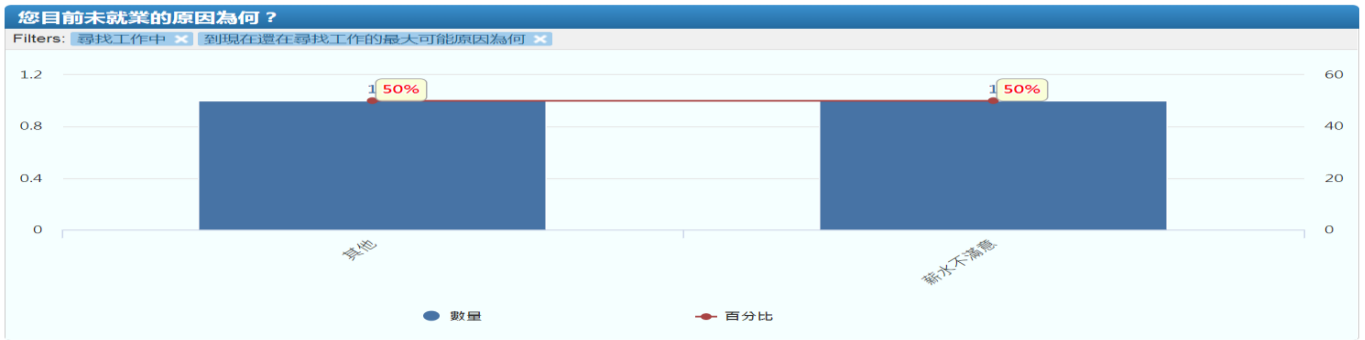 您目前未就業的原因為何？
Filters: 尋找工作中 × 到現在還在尋找工作的最大可能原因為何 ×
1.2 60
1 50% 1 50%
0.8 40
0.4 20
0 0
其他 薪水不滿意
數量 百分比